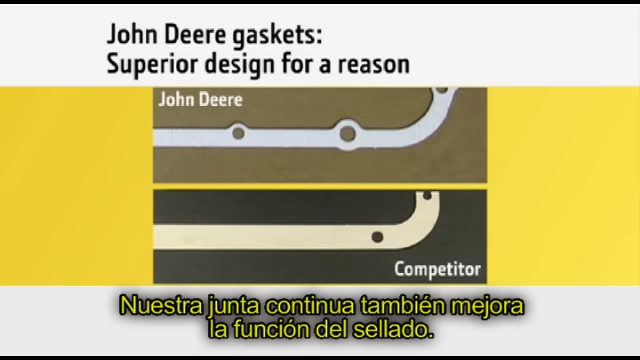 John Deere gaskets:
Superior design for a reason
John Deere
Competitor
Nuestra junta continua también mejora
la función del sellado.